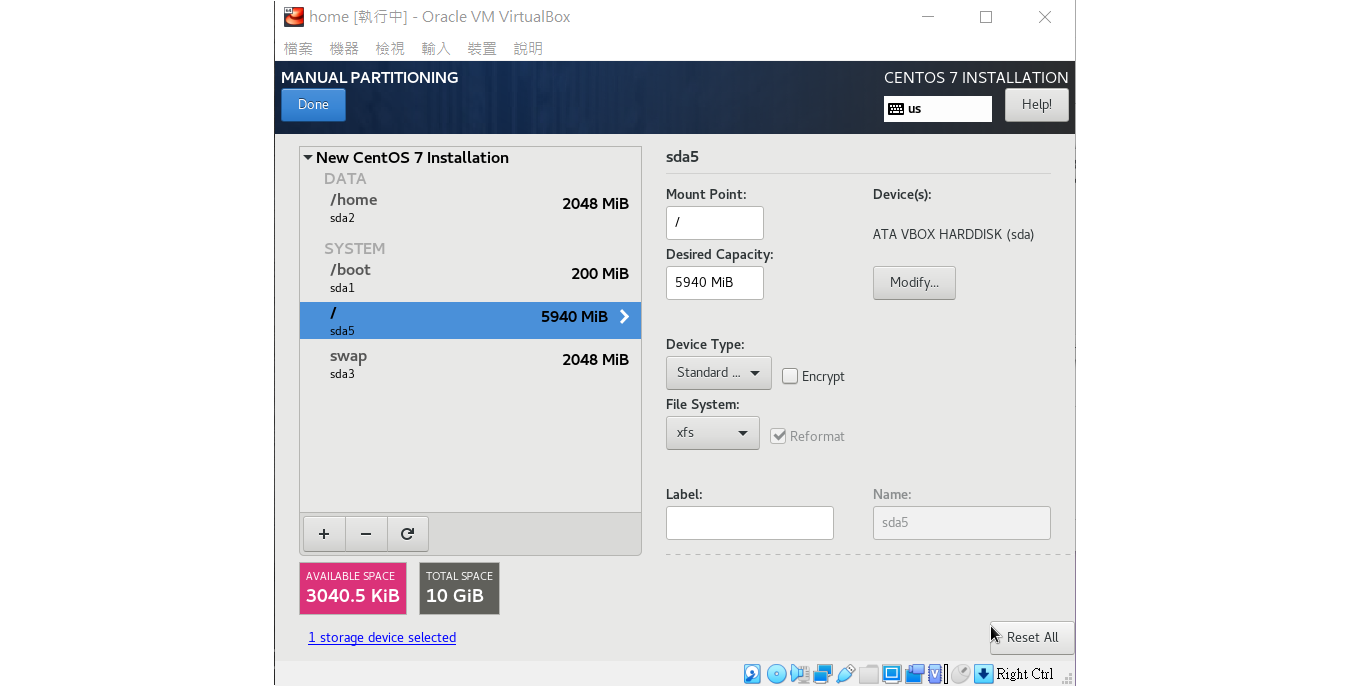 home [執行中] - Oracle VM VirtualBox
檔案 機器 檢視 輸入 裝置 說明
MANUAL PARTITIONING
CENTOS 7 INSTALLATION
Done
us
Help!
New CentOS 7 Installation
DATA
/home
2048 MiB
sda2
SYSTEM
/boot
200 MiB
sda1
/
5940 MiB
sda5
swap
2048 MiB
sda3
+ −
AVAILABLE SPACE
3040.5 KiB
TOTAL SPACE
10 GiB
1 storage device selected
sda5
Mount Point:
/
Desired Capacity:
5940 MiB
Device(s):
ATA VBOX HARDDISK (sda)
Modify...
Device Type:
Standard ...
Encrypt
File System:
xfs
Reformat
Label:
Name:
sda5
Reset All
Right Ctrl